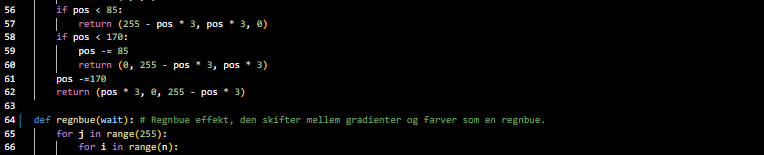 56 if pos < 85:
57 return (255 - pos * 3, pos * 3, 0)
58 if pos < 170:
59 pos -= 85
60 return (0, 255 - pos * 3, pos * 3)
61 pos -=170
62 return (pos * 3, 0, 255 - pos * 3)
63
64 def regnbue(wait): # Regnbue effekt, den skifter mellem gradienter og farver som en regnbue.
65 for j in range(255):
66 for i in range(n):